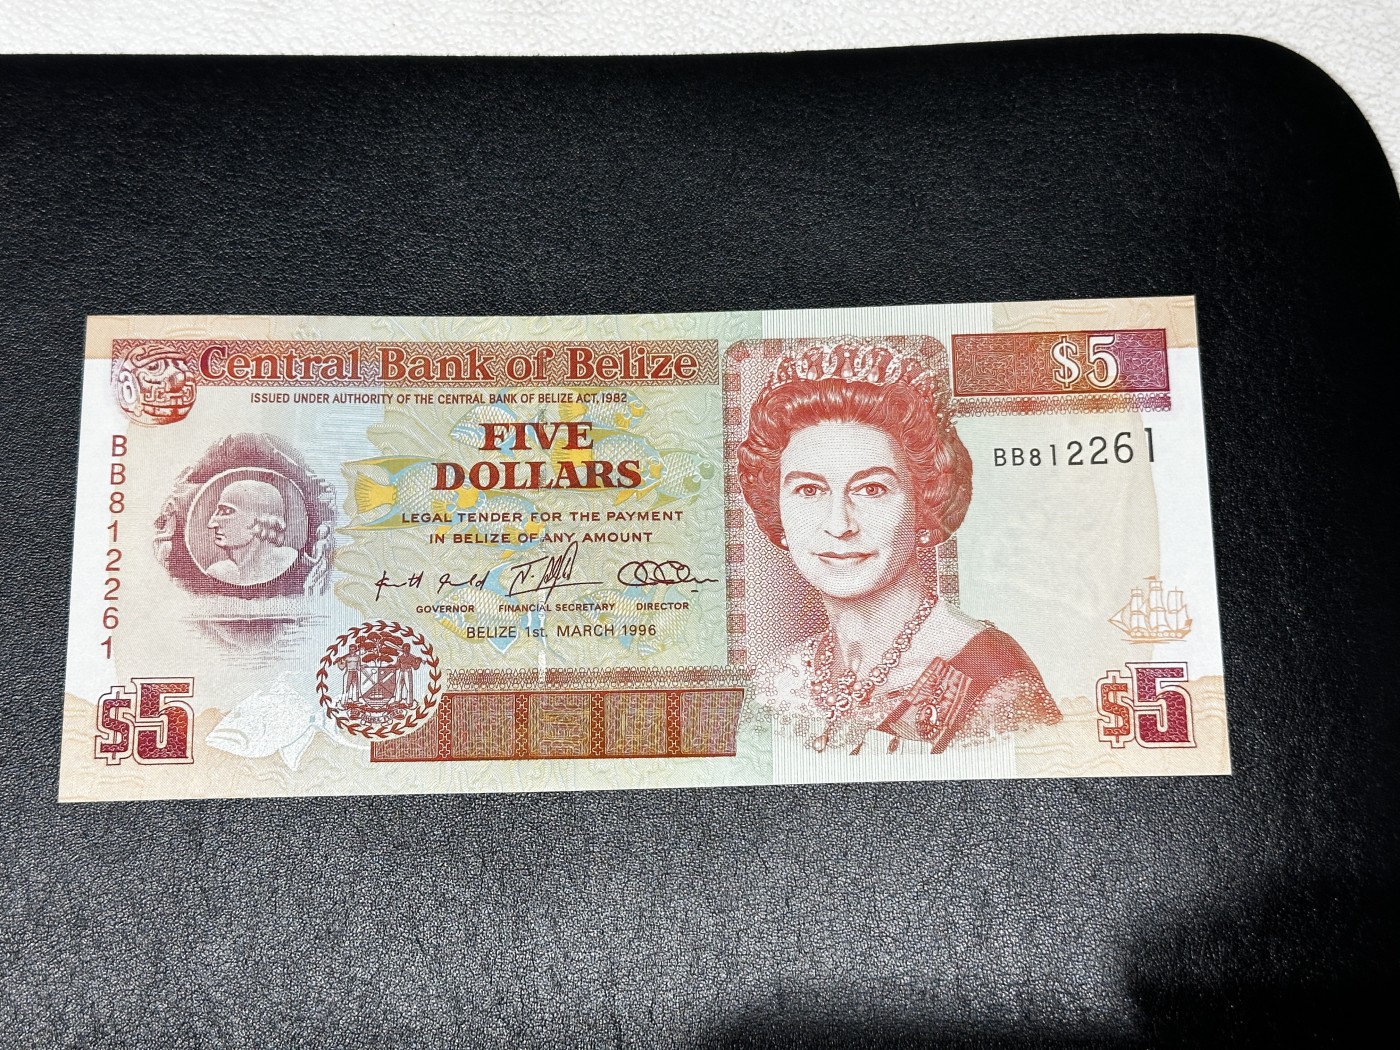 Central Bank of Belize
$5
ISSUED UNDER AUTHORITY OF THE CENTRAL BANK OF BELIZE ACT, 1982
FIVE
DOLLARS
BB812261
BB812261
LEGAL TENDER FOR THE PAYMENT
IN BELIZE OF ANY AMOUNT
GOVERNOR FINANCIAL SECRETARY DIRECTOR
BELIZE 1st. MARCH 1996
$5
$5